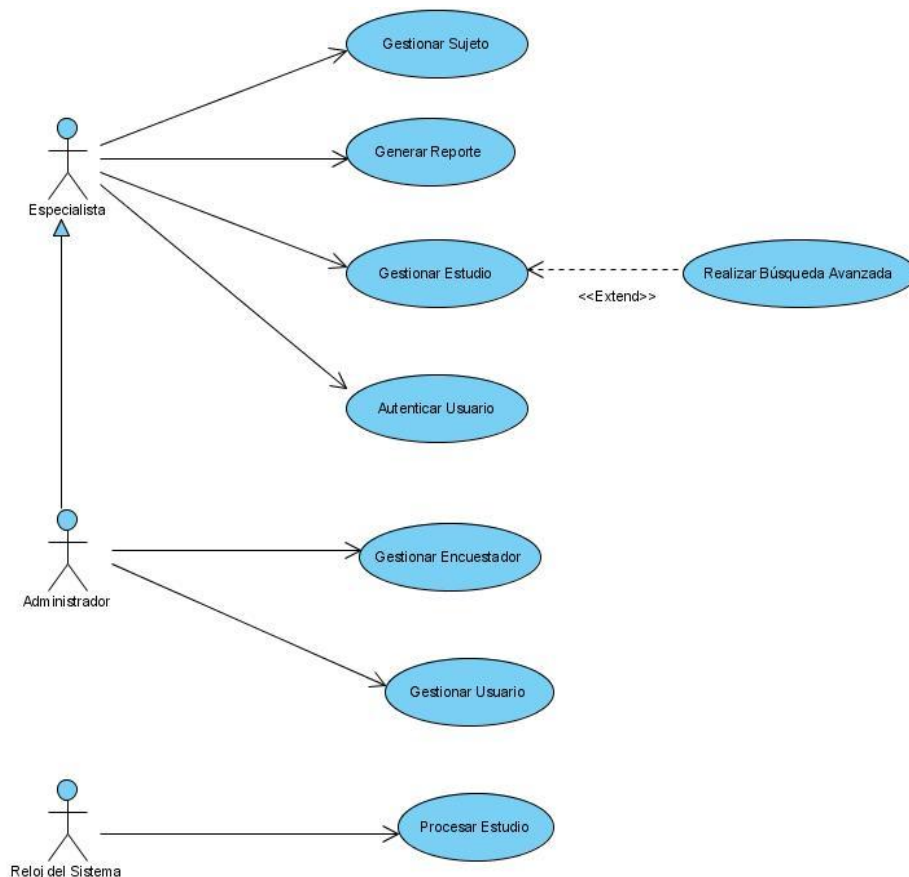 Gestionar Sujeto
Generar Reporte
Especialista
Gestionar Estudio
Realizar Búsqueda Avanzada
<<Extend>>
Autenticar Usuario
Gestionar Encuestador
Administrador
Gestionar Usuario
Procesar Estudio
Reloj del Sistema